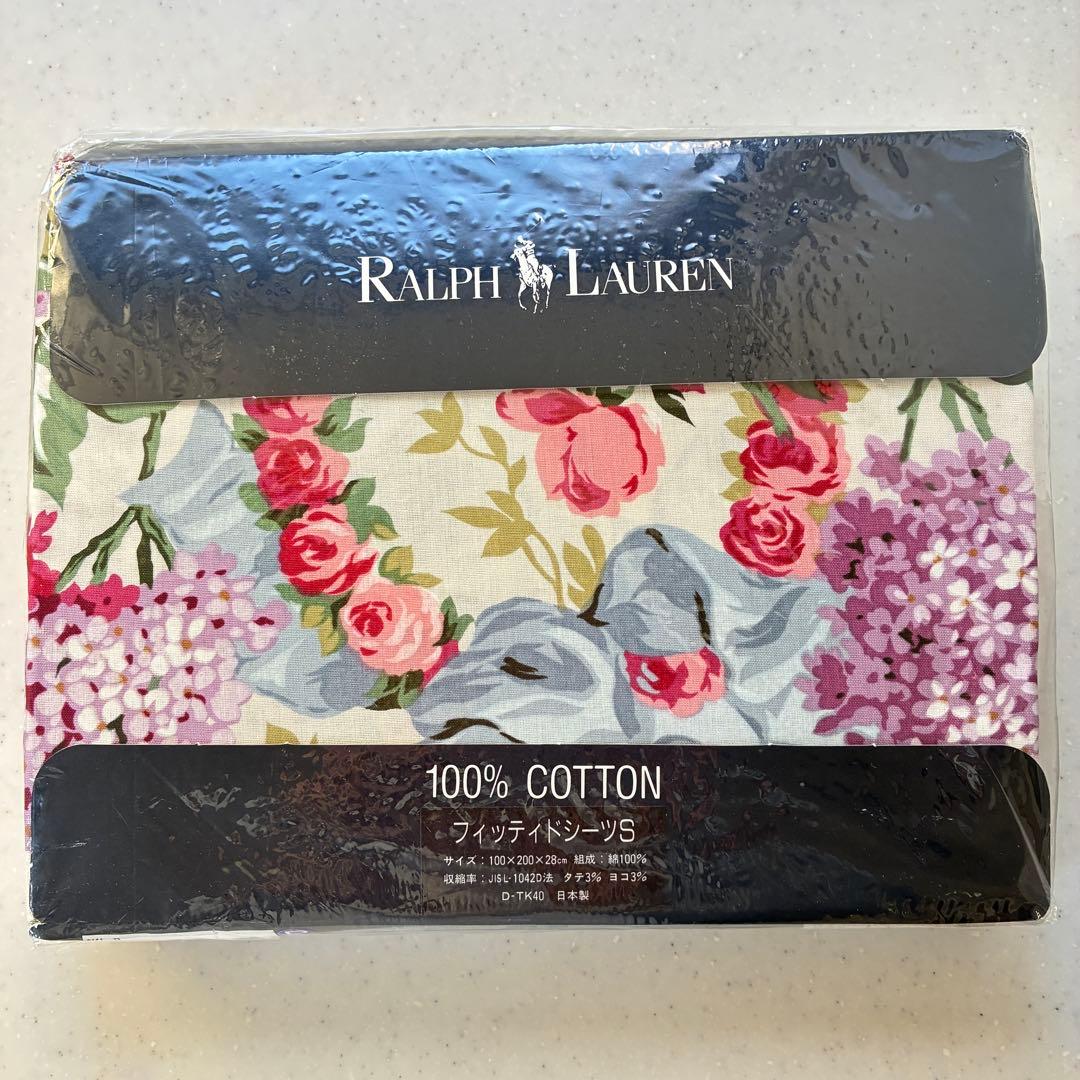 RALPH LAUREN
100% COTTON
フィッティドシーツS
サイズ：100×200×28cm 組成：綿100%
収縮率：JISL-1042D法 タテ3% ヨコ3%
D-TK40 日本製